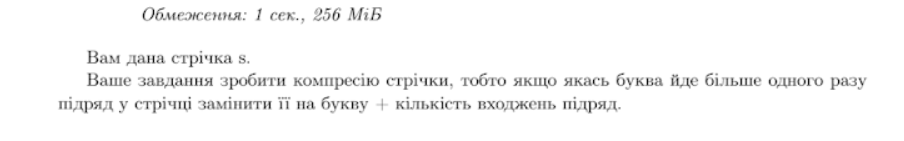 Обмеження: 1 сек., 256 МіБ
Вам дана стрічка s.
Ваше завдання зробити компресію стрічки, тобто якщо якась буква йде більше одного разу
підряд у стрічці замінити її на букву + кількість входжень підряд.